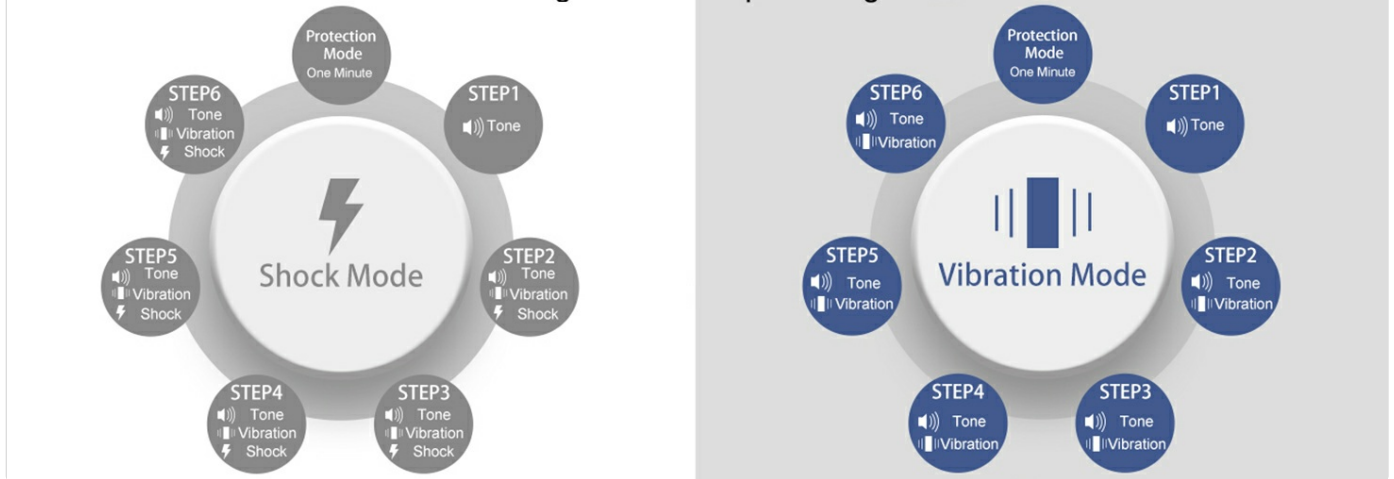 Protection
Mode
One Minute
STEP1
Tone
STEP2
Tone
Vibration
Shock
STEP3
Tone
Vibration
Shock
STEP4
Tone
Vibration
Shock
STEP5
Tone
Vibration
Shock
STEP6
Tone
Vibration
Shock
Shock Mode
Protection
Mode
One Minute
STEP1
Tone
STEP2
Tone
Vibration
STEP3
Tone
Vibration
STEP4
Tone
Vibration
STEP5
Tone
Vibration
STEP6
Tone
Vibration
Vibration Mode